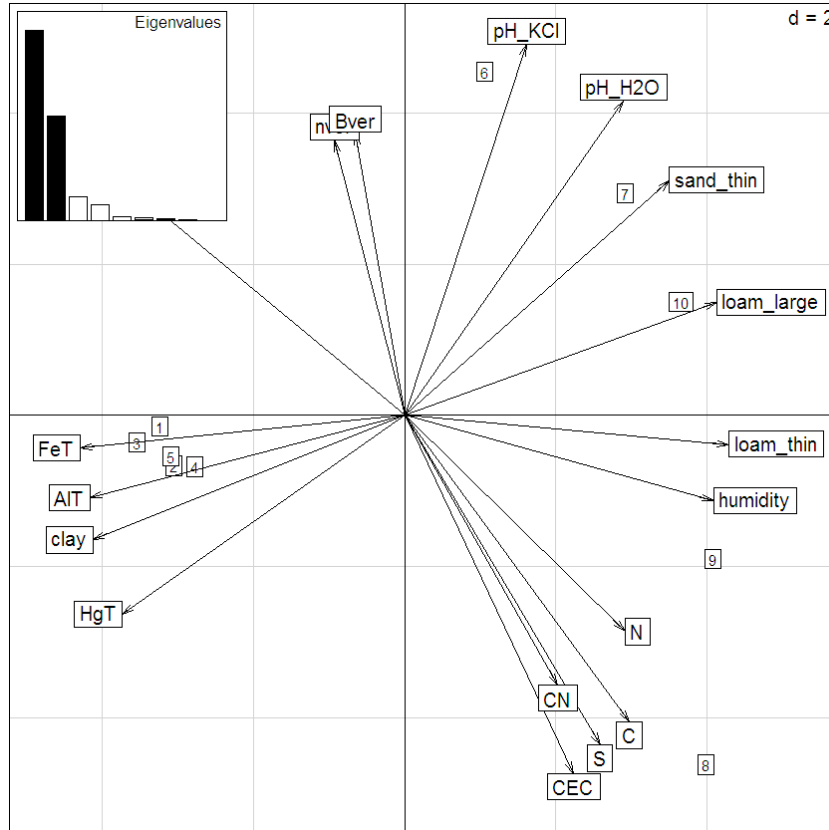 Eigenvalues
d = 2
pH_KCl
6
pH_H2O
Bver
sand_thin
7
loam_large
10
1
3
FeT
5
2
4
loam_thin
AlT
humidity
clay
9
HgT
N
CN
C
S
8
CEC